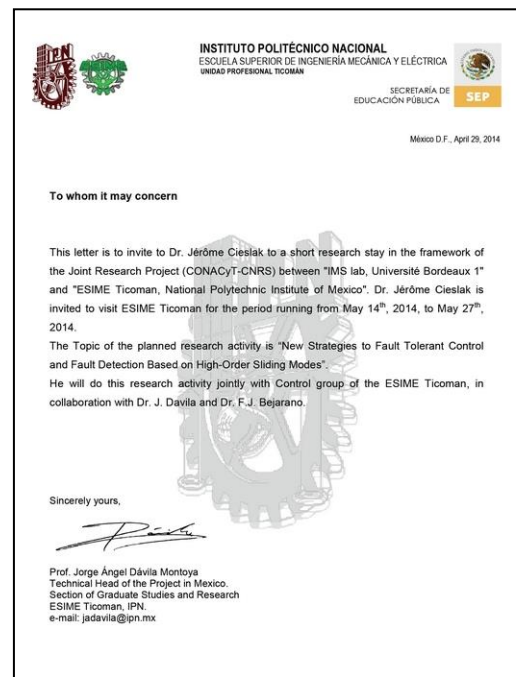 IPN
ESIME
INSTITUTO POLITÉCNICO NACIONAL
ESCUELA SUPERIOR DE INGENIERÍA MECÁNICA Y ELÉCTRICA
UNIDAD PROFESIONAL TICOMÁN
SECRETARÍA DE
EDUCACIÓN PÚBLICA
SEP
México D.F., April 29, 2014
To whom it may concern
This letter is to invite to Dr. Jérôme Cieslak to a short research stay in the framework of
the Joint Research Project (CONACyT-CNRS) between "IMS lab, Université Bordeaux 1"
and "ESIME Ticoman, National Polytechnic Institute of Mexico". Dr. Jérôme Cieslak is
invited to visit ESIME Ticoman for the period running from May 14th, 2014, to May 27th,
2014.
The Topic of the planned research activity is “New Strategies to Fault Tolerant Control
and Fault Detection Based on High-Order Sliding Modes”.
He will do this research activity jointly with Control group of the ESIME Ticoman, in
collaboration with Dr. J. Davila and Dr. F.J. Bejarano.
Sincerely yours,
Prof. Jorge Ángel Dávila Montoya
Technical Head of the Project in Mexico.
Section of Graduate Studies and Research
ESIME Ticoman, IPN.
e-mail: jadavila@ipn.mx